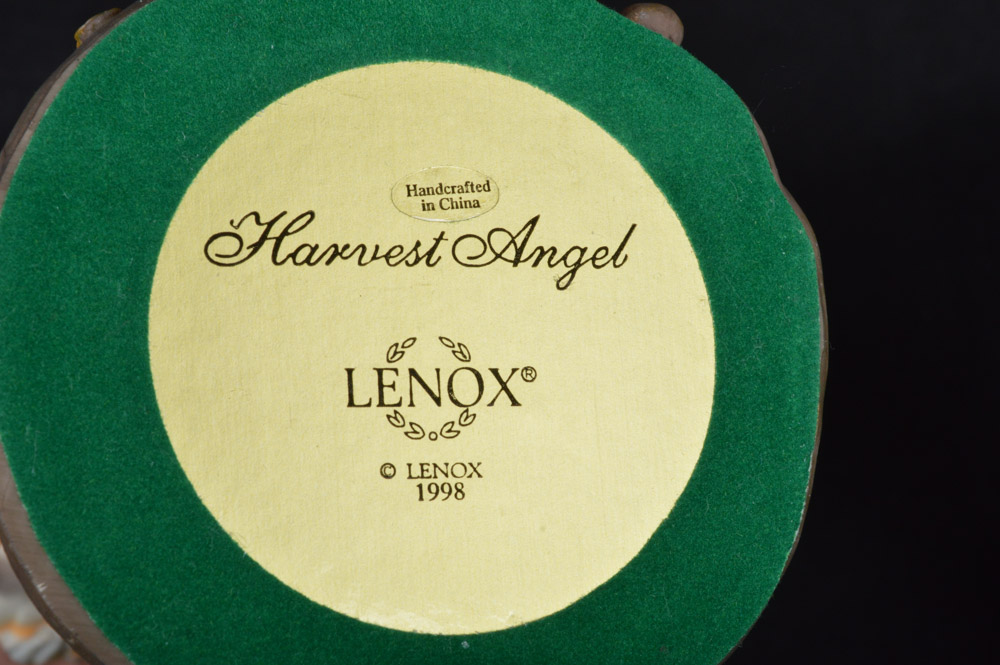 Handcrafted
in China
Harvest Angel
LENOX®
© LENOX
1998